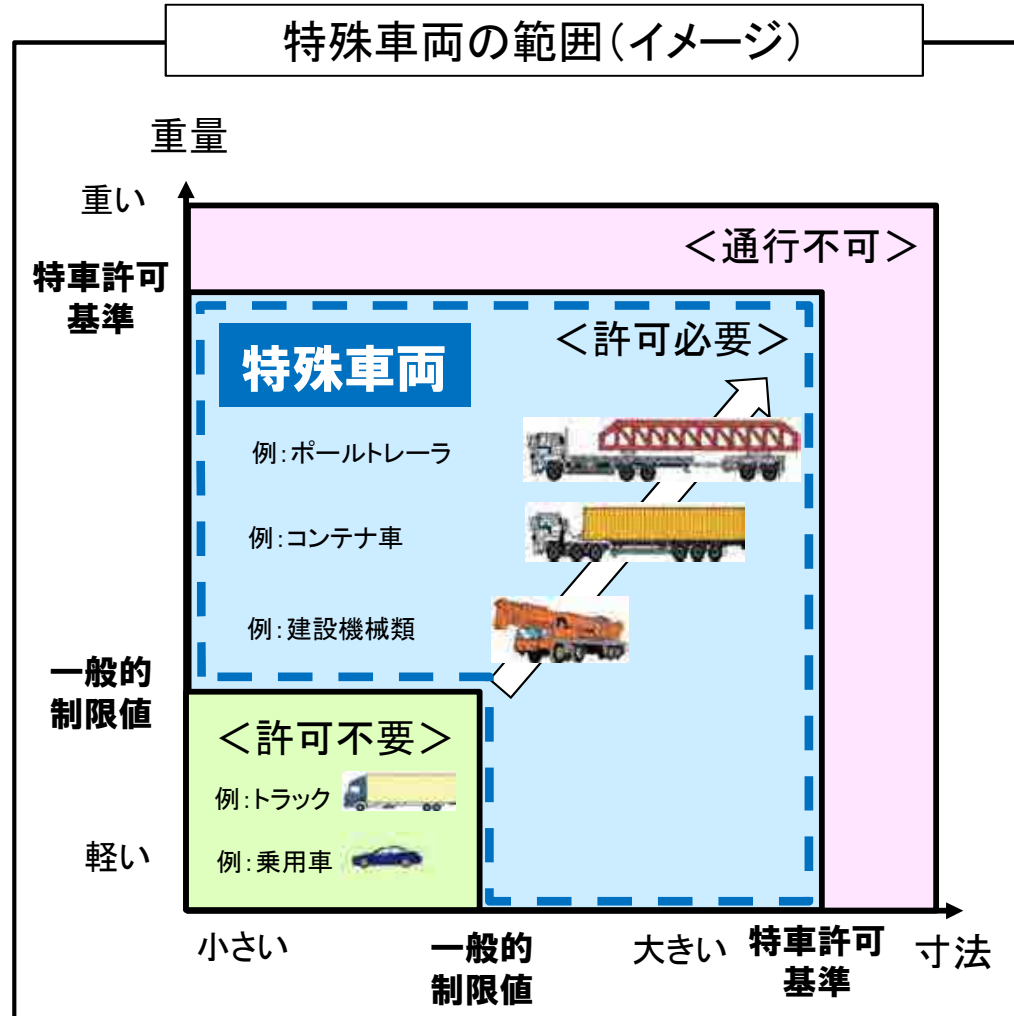 特殊車両の範囲(イメージ)
重量
重い
<通行不可>
特車許可
基準
<許可必要>
特殊車両
例:ポールトレーラ
例:コンテナ車
例:建設機械類
一般的
制限値
<許可不要>
例:トラック
軽い
例:乗用車
小さい
一般的
制限値
大きい
特車許可
基準
寸法